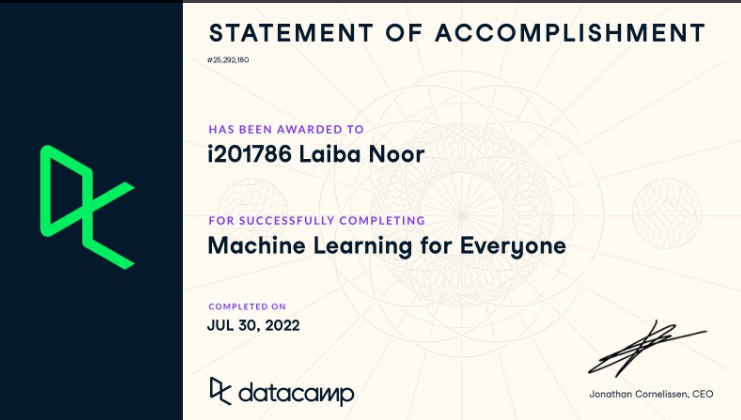 STATEMENT OF ACCOMPLISHMENT
#25,292,180
HAS BEEN AWARDED TO
i201786 Laiba Noor
FOR SUCCESSFULLY COMPLETING
Machine Learning for Everyone
COMPLETED ON
JUL 30, 2022
datacamp
Jonathan Cornelissen, CEO